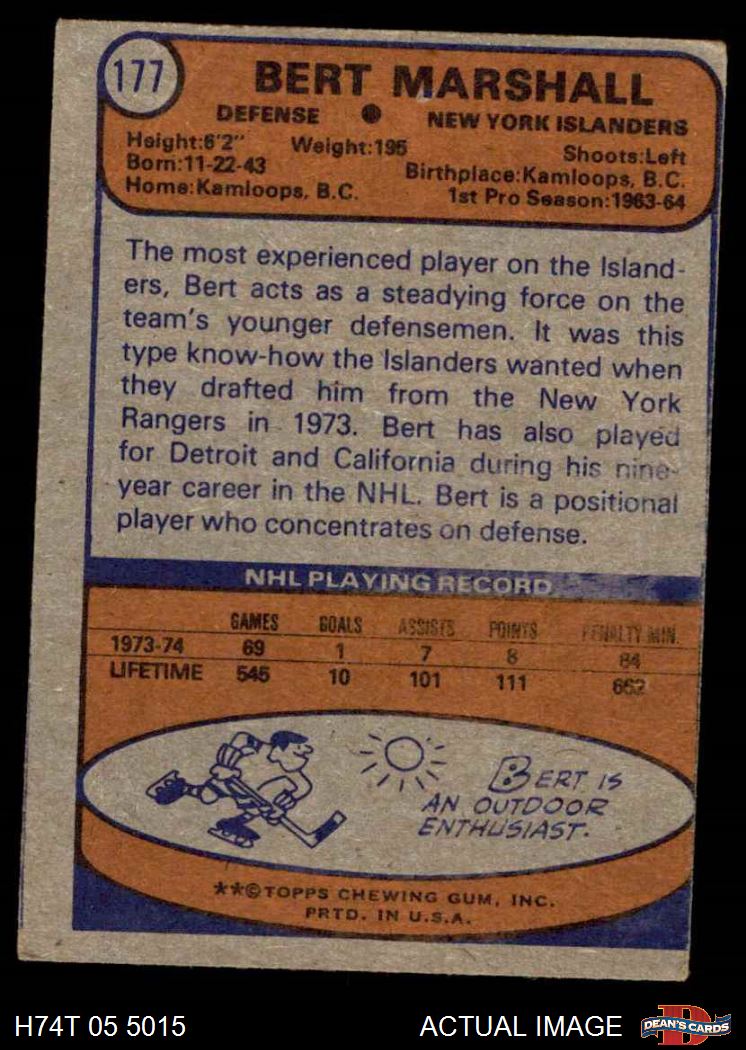 177
BERT MARSHALL
DEFENSE ● NEW YORK ISLANDERS
Height:6'2" Weight:195 Shoots:Left
Born:11-22-43 Birthplace:Kamloops, B.C.
Home:Kamloops, B.C. 1st Pro Season:1963-64
The most experienced player on the Island-
ers, Bert acts as a steadying force on the
team's younger defensemen. It was this
type know-how the Islanders wanted when
they drafted him from the New York
Rangers in 1973. Bert has also played
for Detroit and California during his nine-
year career in the NHL. Bert is a positional
player who concentrates on defense.
NHL PLAYING RECORD
GAMES GOALS ASSISTS POINTS PENALTY MIN.
1973-74 69 1 7 8 84
LIFETIME 545 10 101 111
BERT IS
AN OUTDOOR
ENTHUSIAST.
**©TOPPS CHEWING GUM, INC.
PRTD. IN U.S.A.
H74T 05 5015 ACTUAL IMAGE DEAN'S CARDS